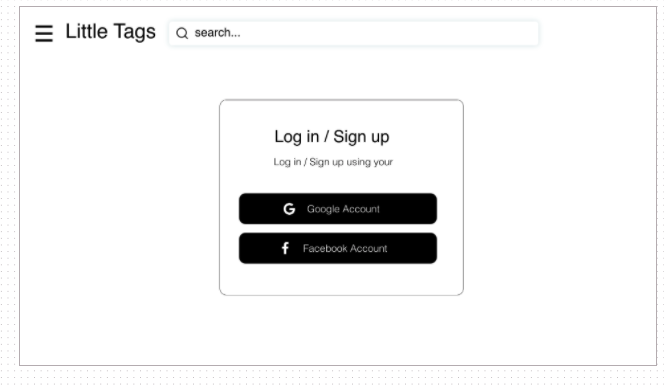 Little Tags
search...
Log in / Sign up
Log in / Sign up using your
Google Account
Facebook Account